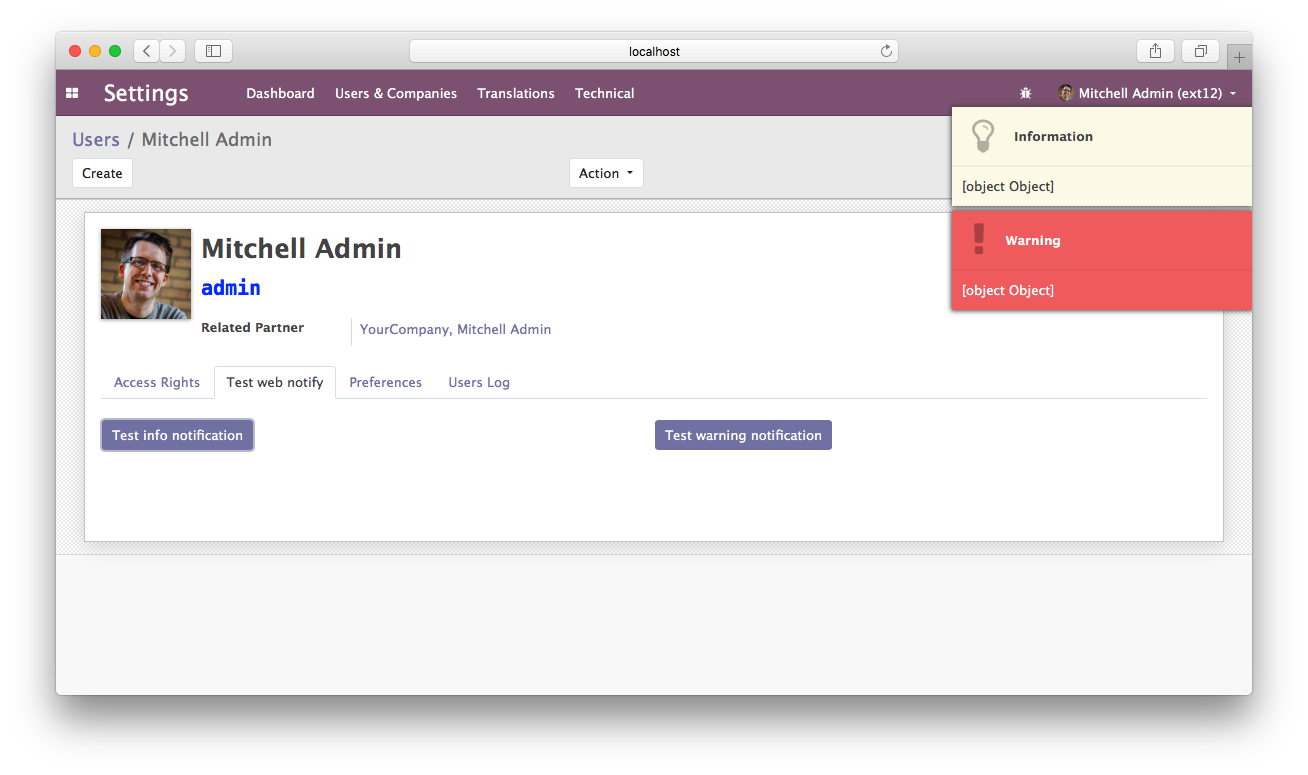 localhost
Settings Dashboard Users & Companies Translations Technical Mitchell Admin (ext12)
Users / Mitchell Admin
Create Action
Information
[object Object]
Warning
[object Object]
Mitchell Admin
admin
Related Partner YourCompany, Mitchell Admin
Access Rights Test web notify Preferences Users Log
Test info notification Test warning notification